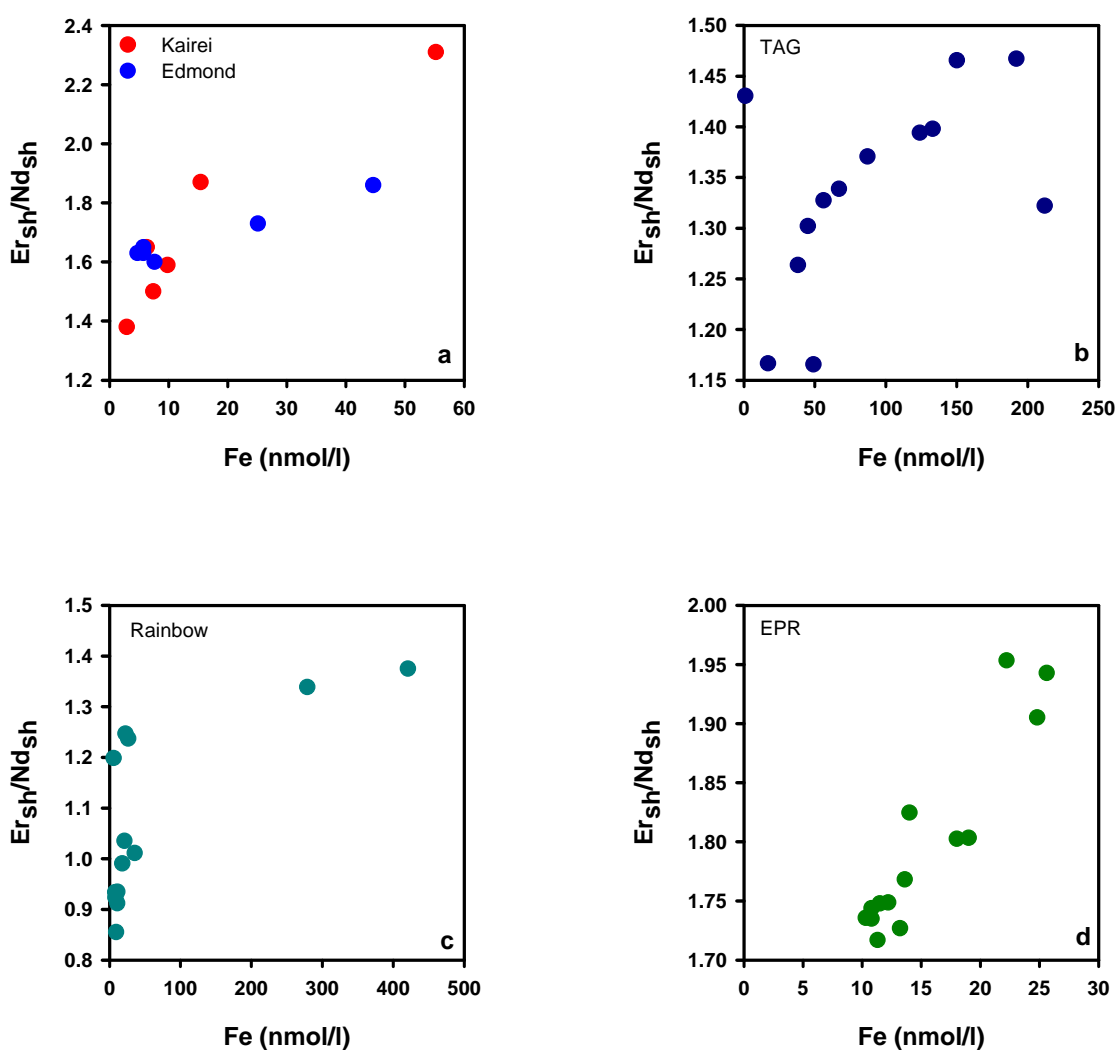 2.4
2.2
2.0
1.8
1.6
1.4
1.2
Kairei
Edmond
a
0 10 20 30 40 50 60
Fe (nmol/l)
Ersh/Ndsh
1.50
1.45
1.40
1.35
1.30
1.25
1.20
1.15
TAG
b
0 50 100 150 200 250
Fe (nmol/l)
Ersh/Ndsh
1.5
1.4
1.3
1.2
1.1
1.0
0.9
0.8
Rainbow
c
0 100 200 300 400 500
Fe (nmol/l)
Ersh/Ndsh
2.00
1.95
1.90
1.85
1.80
1.75
1.70
EPR
d
0 5 10 15 20 25 30
Fe (nmol/l)
Ersh/Ndsh